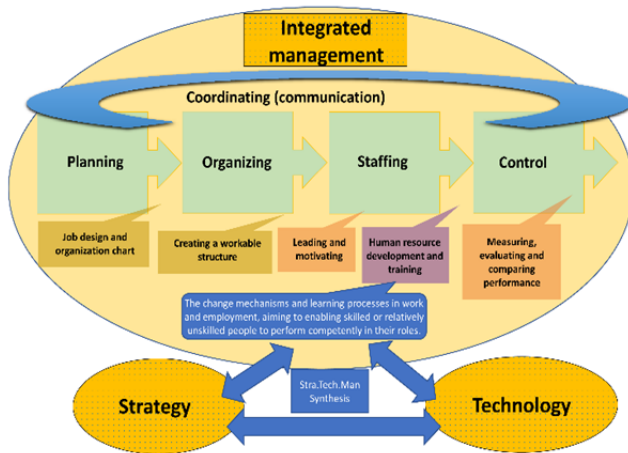 Integrated
management
Coordinating (communication)
Planning
Organizing
Staffing
Control
Job design and
organization chart
Creating a workable
structure
Leading and
motivating
Human resource
development and
training
Measuring,
evaluating and
comparing
performance
The change mechanisms and learning processes in work
and employment, aiming to enabling skilled or relatively
unskilled people to perform competently in their roles.
Stra.Tech.Man
Synthesis
Strategy
Technology